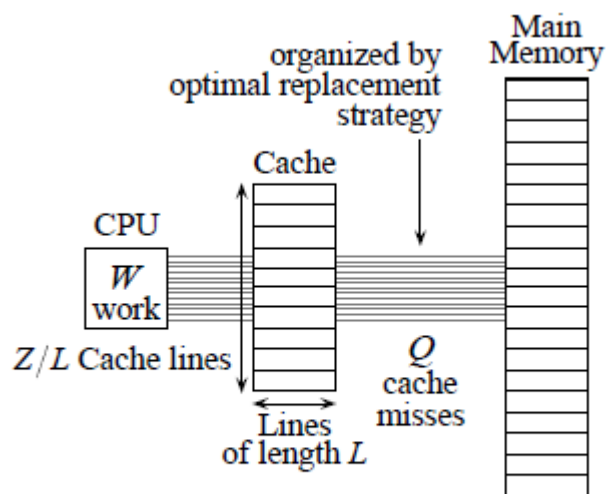 Main
Memory
organized by
optimal replacement
strategy
Cache
CPU
W
work
Z/L Cache lines
Q
cache
misses
Lines
of length L